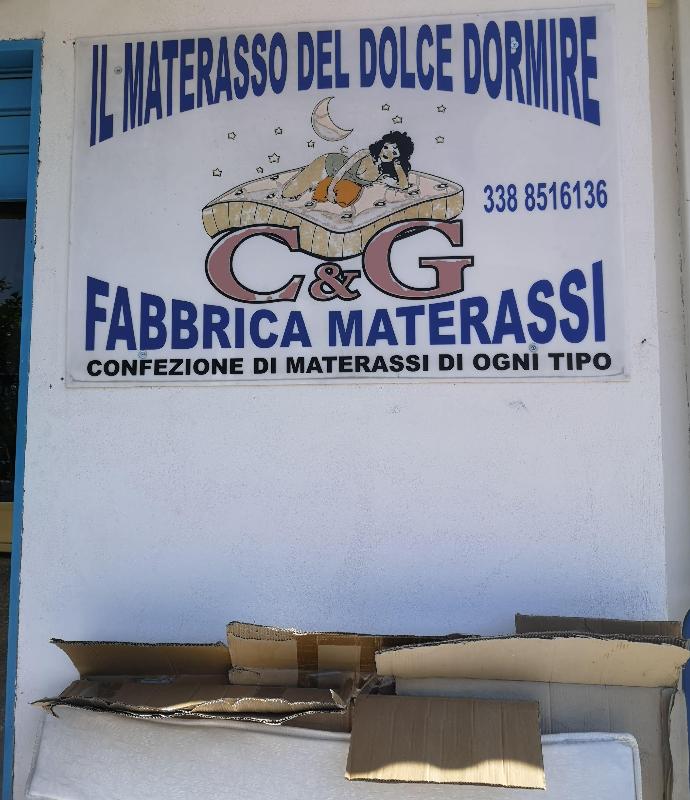 IL MATERASSO DEL DOLCE DORMIRE
338 8516136
C&G
FABBRICA MATERASSI
CONFEZIONE DI MATERASSI DI OGNI TIPO